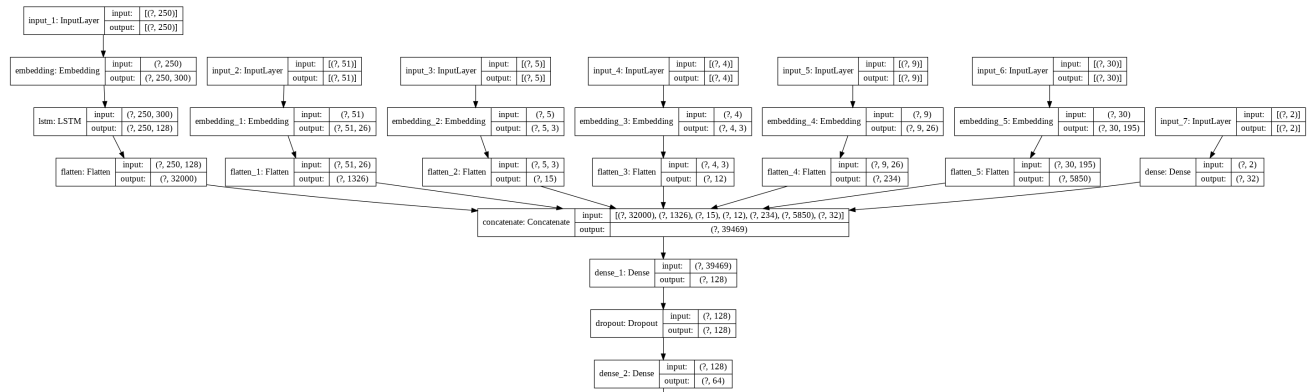 input_1: InputLayer input: [(?, 250)]
output: [(?, 250)]
embedding: Embedding input: (?, 250)
output: (?, 250, 300)
input_2: InputLayer input: [(?, 51)]
output: [(?, 51)]
input_3: InputLayer input: [(?, 5)]
output: [(?, 5)]
input_4: InputLayer input: [(?, 4)]
output: [(?, 4)]
input_5: InputLayer input: [(?, 9)]
output: [(?, 9)]
input_6: InputLayer input: [(?, 30)]
output: [(?, 30)]
lstm: LSTM input: (?, 250, 300)
output: (?, 250, 128)
embedding_1: Embedding input: (?, 51)
output: (?, 51, 26)
embedding_2: Embedding input: (?, 5)
output: (?, 5, 3)
embedding_3: Embedding input: (?, 4)
output: (?, 4, 3)
embedding_4: Embedding input: (?, 9)
output: (?, 9, 26)
embedding_5: Embedding input: (?, 30)
output: (?, 30, 195)
input_7: InputLayer input: [(?, 2)]
output: [(?, 2)]
flatten: Flatten input: (?, 250, 128)
output: (?, 32000)
flatten_1: Flatten input: (?, 51, 26)
output: (?, 1326)
flatten_2: Flatten input: (?, 5, 3)
output: (?, 15)
flatten_3: Flatten input: (?, 4, 3)
output: (?, 12)
flatten_4: Flatten input: (?, 9, 26)
output: (?, 234)
flatten_5: Flatten input: (?, 30, 195)
output: (?, 5850)
dense: Dense input: (?, 2)
output: (?, 32)
concatenate: Concatenate input: [(?, 32000), (?, 1326), (?, 15), (?, 12), (?, 234), (?, 5850), (?, 32)]
output: (?, 39469)
dense_1: Dense input: (?, 39469)
output: (?, 128)
dropout: Dropout input: (?, 128)
output: (?, 128)
dense_2: Dense input: (?, 128)
output: (?, 64)